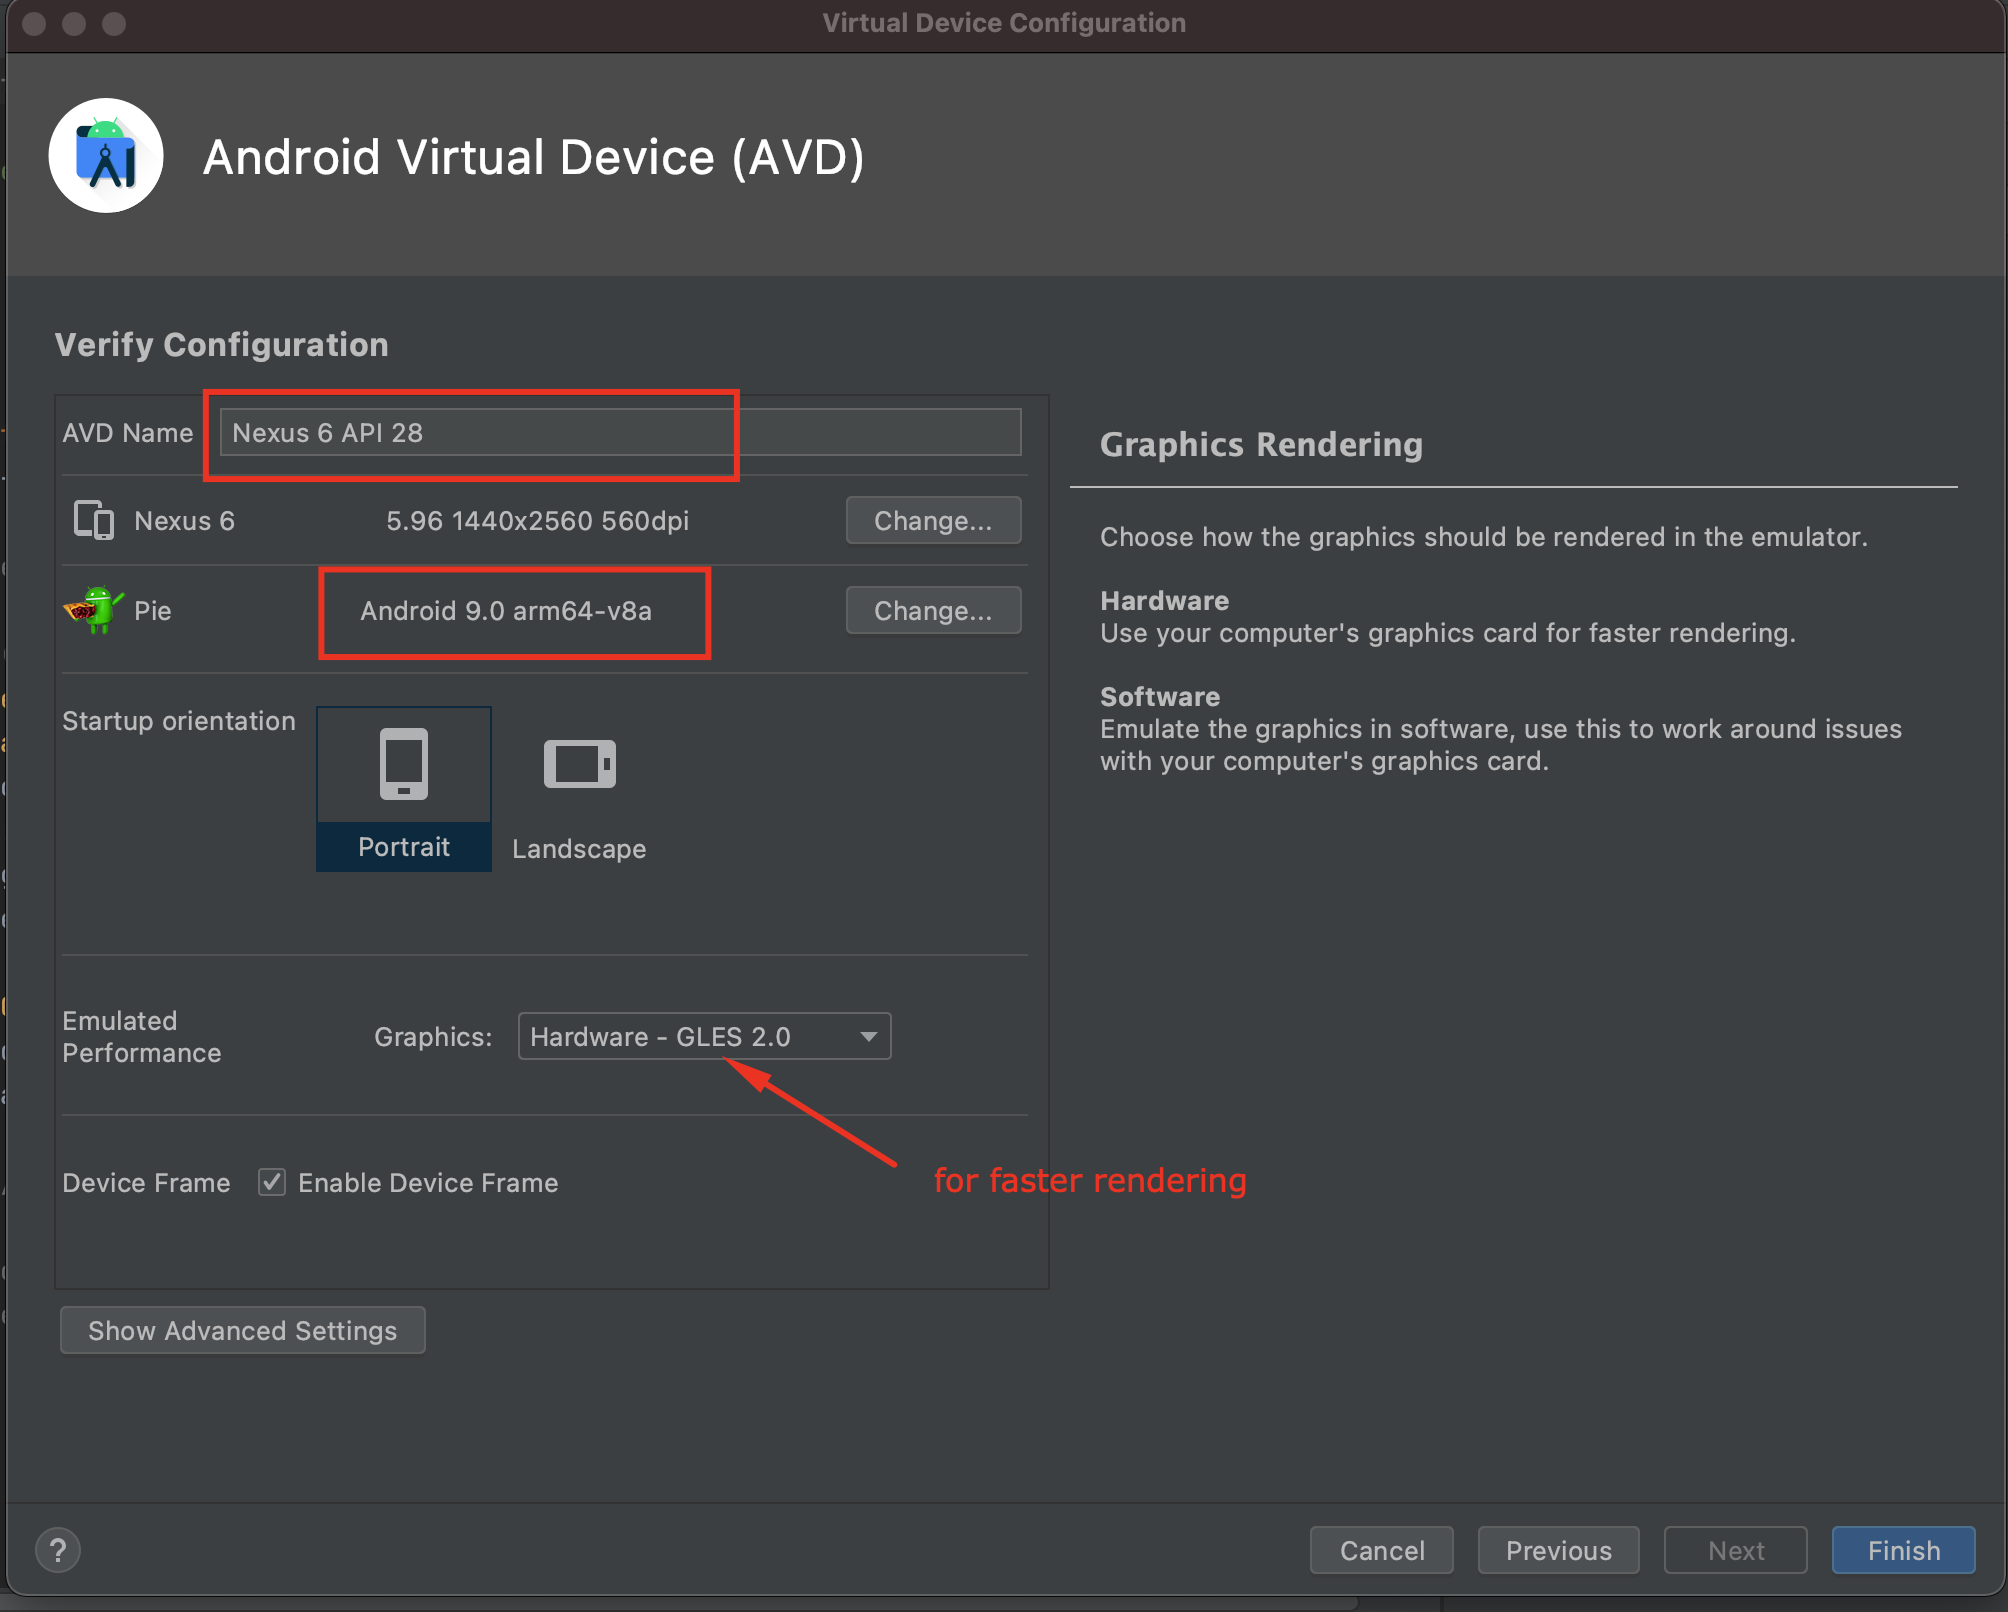 Virtual Device Configuration
Android Virtual Device (AVD)
Verify Configuration
AVD Name
Nexus 6 API 28
Nexus 6
5.96 1440x2560 560dpi
Change...
Pie
Android 9.0 arm64-v8a
Change...
Startup orientation
Portrait
Landscape
Emulated
Performance
Graphics:
Hardware - GLES 2.0
for faster rendering
Device Frame
Enable Device Frame
Show Advanced Settings
Graphics Rendering
Choose how the graphics should be rendered in the emulator.
Hardware
Use your computer's graphics card for faster rendering.
Software
Emulate the graphics in software, use this to work around issues
with your computer's graphics card.
?
Cancel
Previous
Next
Finish